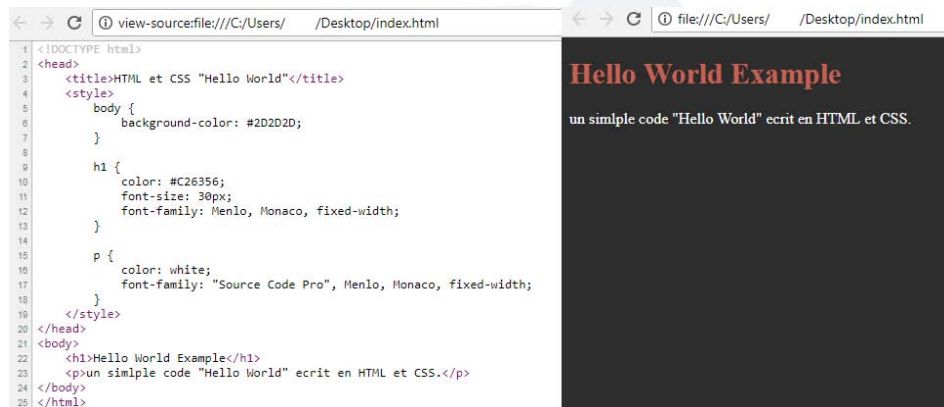 view-source:file:///C:/Users/ /Desktop/index.html
1 <!DOCTYPE html>
2 <head>
3 <title>HTML et CSS "Hello World"</title>
4 <style>
5 body {
6 background-color: #2D2D2D;
7 }
8
9 h1 {
10 color: #C26356;
11 font-size: 30px;
12 font-family: Menlo, Monaco, fixed-width;
13 }
14
15 p {
16 color: white;
17 font-family: "Source Code Pro", Menlo, Monaco, fixed-width;
18 }
19 </style>
20 </head>
21 <body>
22 <h1>Hello World Example</h1>
23 <p>un simlple code "Hello World" ecrit en HTML et CSS.</p>
24 </body>
25 </html>
file:///C:/Users/ /Desktop/index.html
Hello World Example
un simlple code "Hello World" ecrit en HTML et CSS.